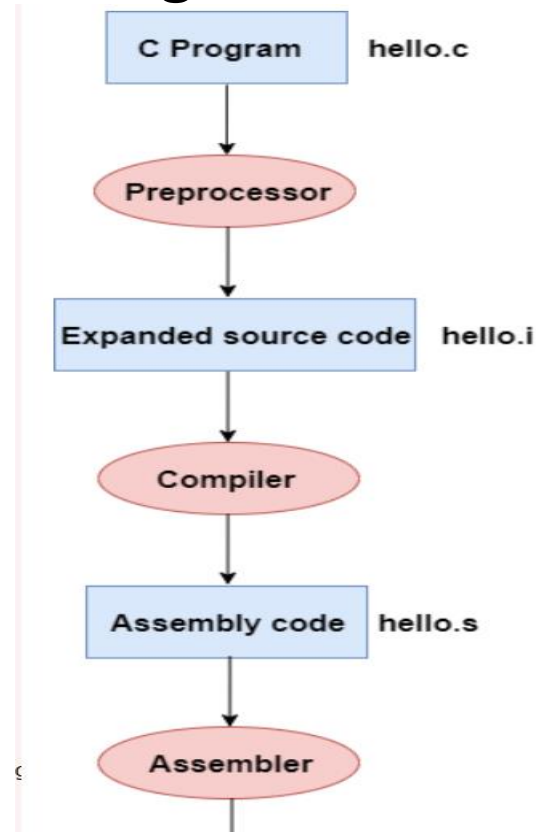 C Program hello.c
Preprocessor
Expanded source code hello.i
Compiler
Assembly code hello.s
Assembler